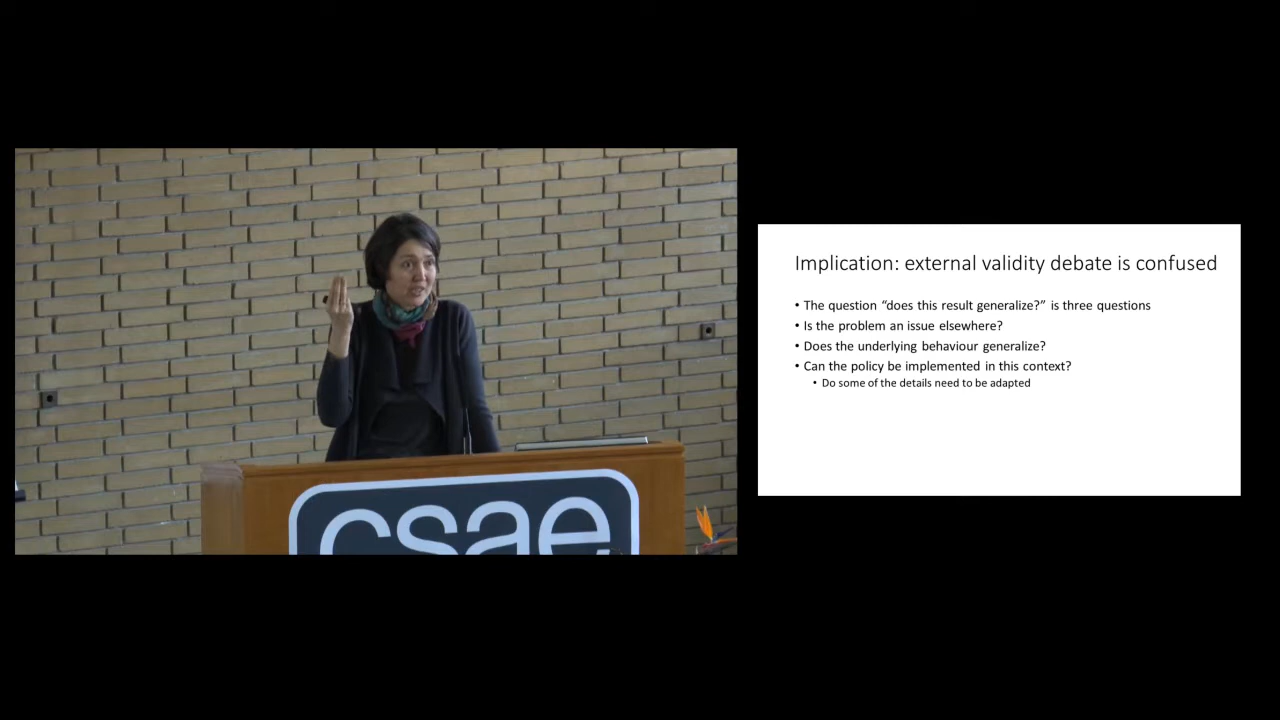 Implication: external validity debate is confused
• The question “does this result generalize?” is three questions
• Is the problem an issue elsewhere?
• Does the underlying behaviour generalize?
• Can the policy be implemented in this context?
• Do some of the details need to be adapted
csae